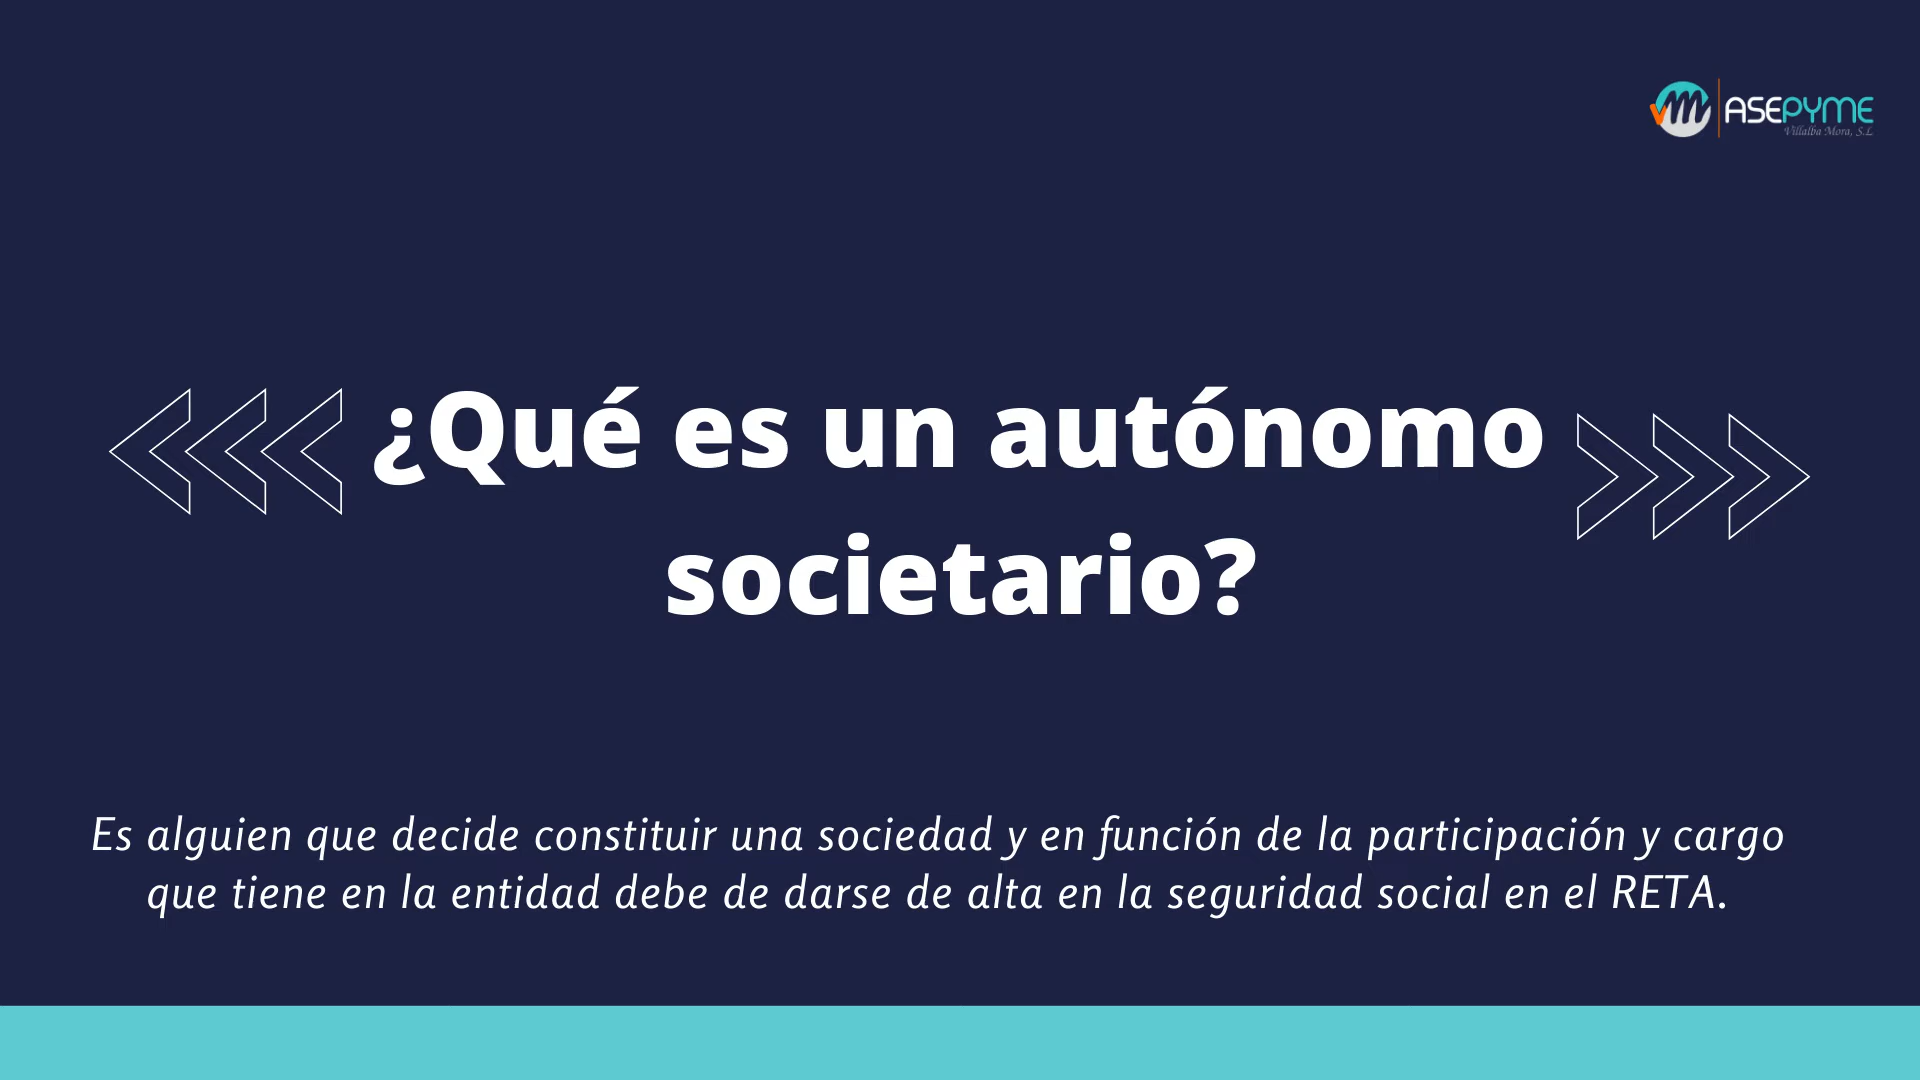 ASEPYME
Villalba Mora, S.L
¿Qué es un autónomo
societario?
Es alguien que decide constituir una sociedad y en función de la participación y cargo
que tiene en la entidad debe de darse de alta en la seguridad social en el RETA.